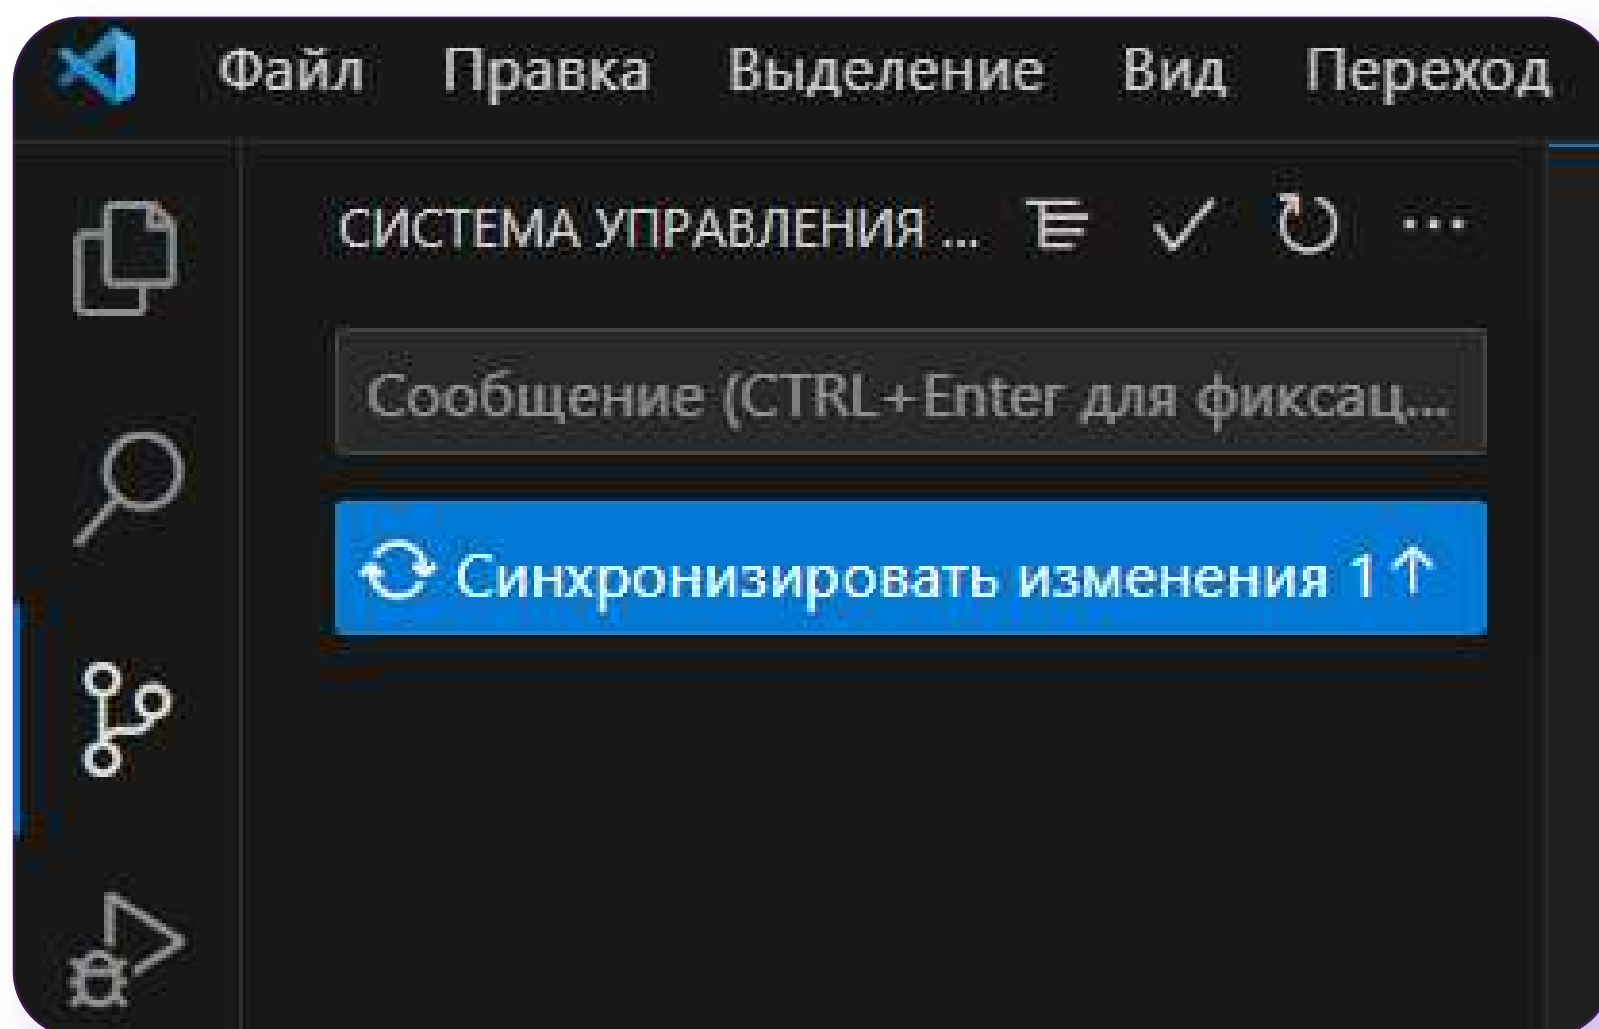 Файл Правка Выделение Вид Переход
СИСТЕМА УПРАВЛЕНИЯ ...
Сообщение (CTRL+Enter для фиксац...
Синхронизировать изменения 1↑